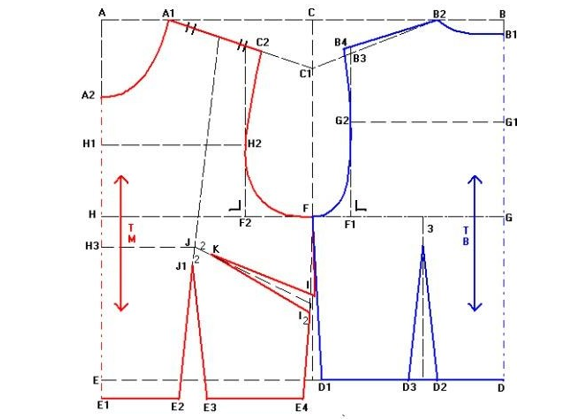 A A1 C B2 B
B1
C2 B4
B3
C1
A2
G2 G1
H1 H2
H F G
F2 F1
T
M
T
B
3
H3 J 2 K
J1 2
I
I 2
E D1 D3 D2 D
E1 E2 E3 E4